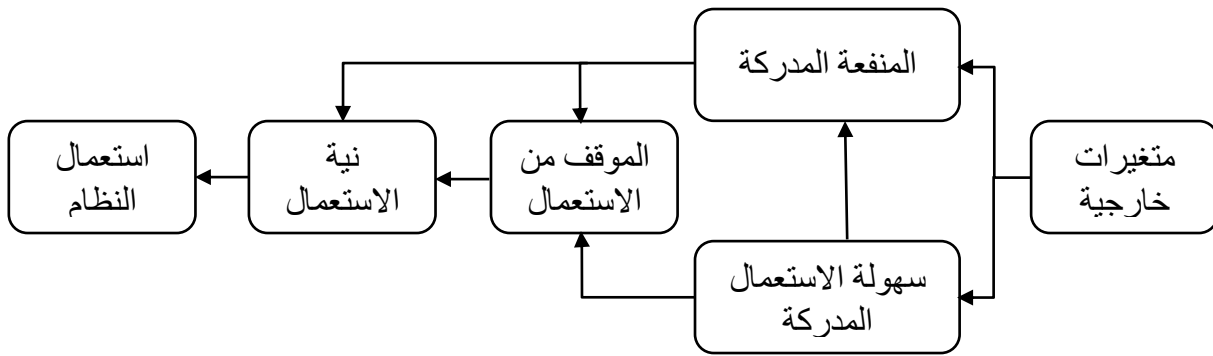 المنفعة المدركة
متغيرات
خارجية
سهولة الاستعمال
المدركة
الموقف من
الاستعمال
نية
الاستعمال
استعمال
النظام